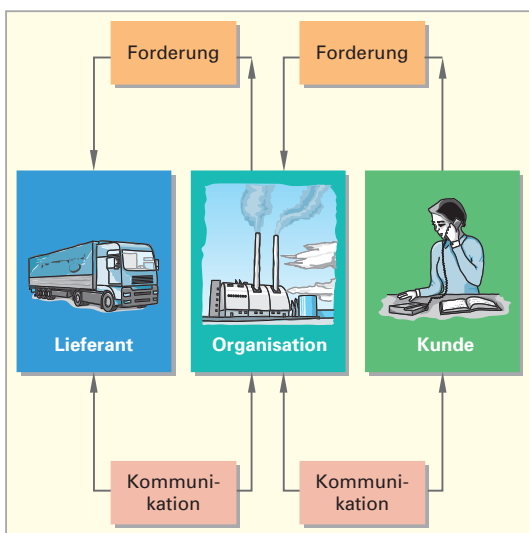 Forderung
Forderung
Lieferant
Organisation
Kunde
Kommuni-
kation
Kommuni-
kation